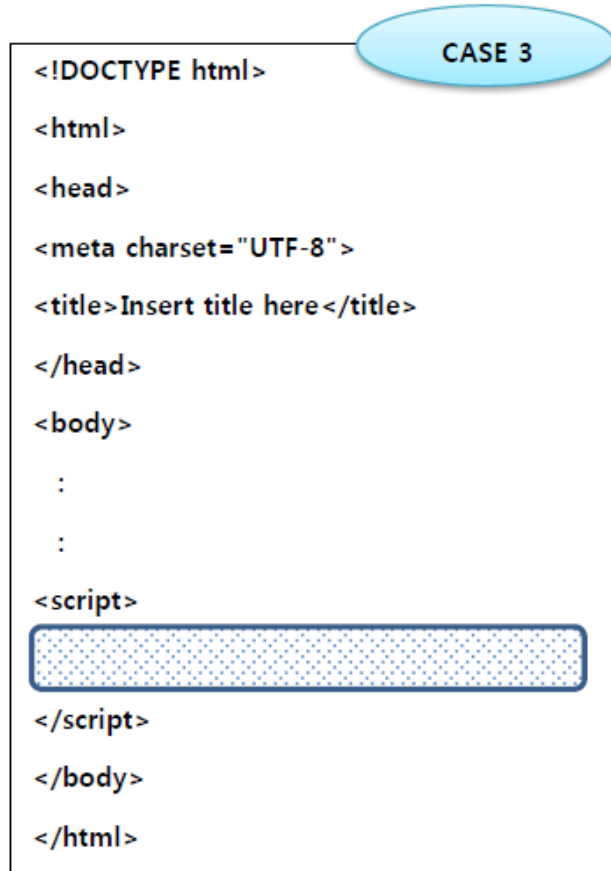 CASE 3
<!DOCTYPE html>
<html>
<head>
<meta charset="UTF-8">
<title>Insert title here</title>
</head>
<body>
:
:
<script>
</script>
</body>
</html>